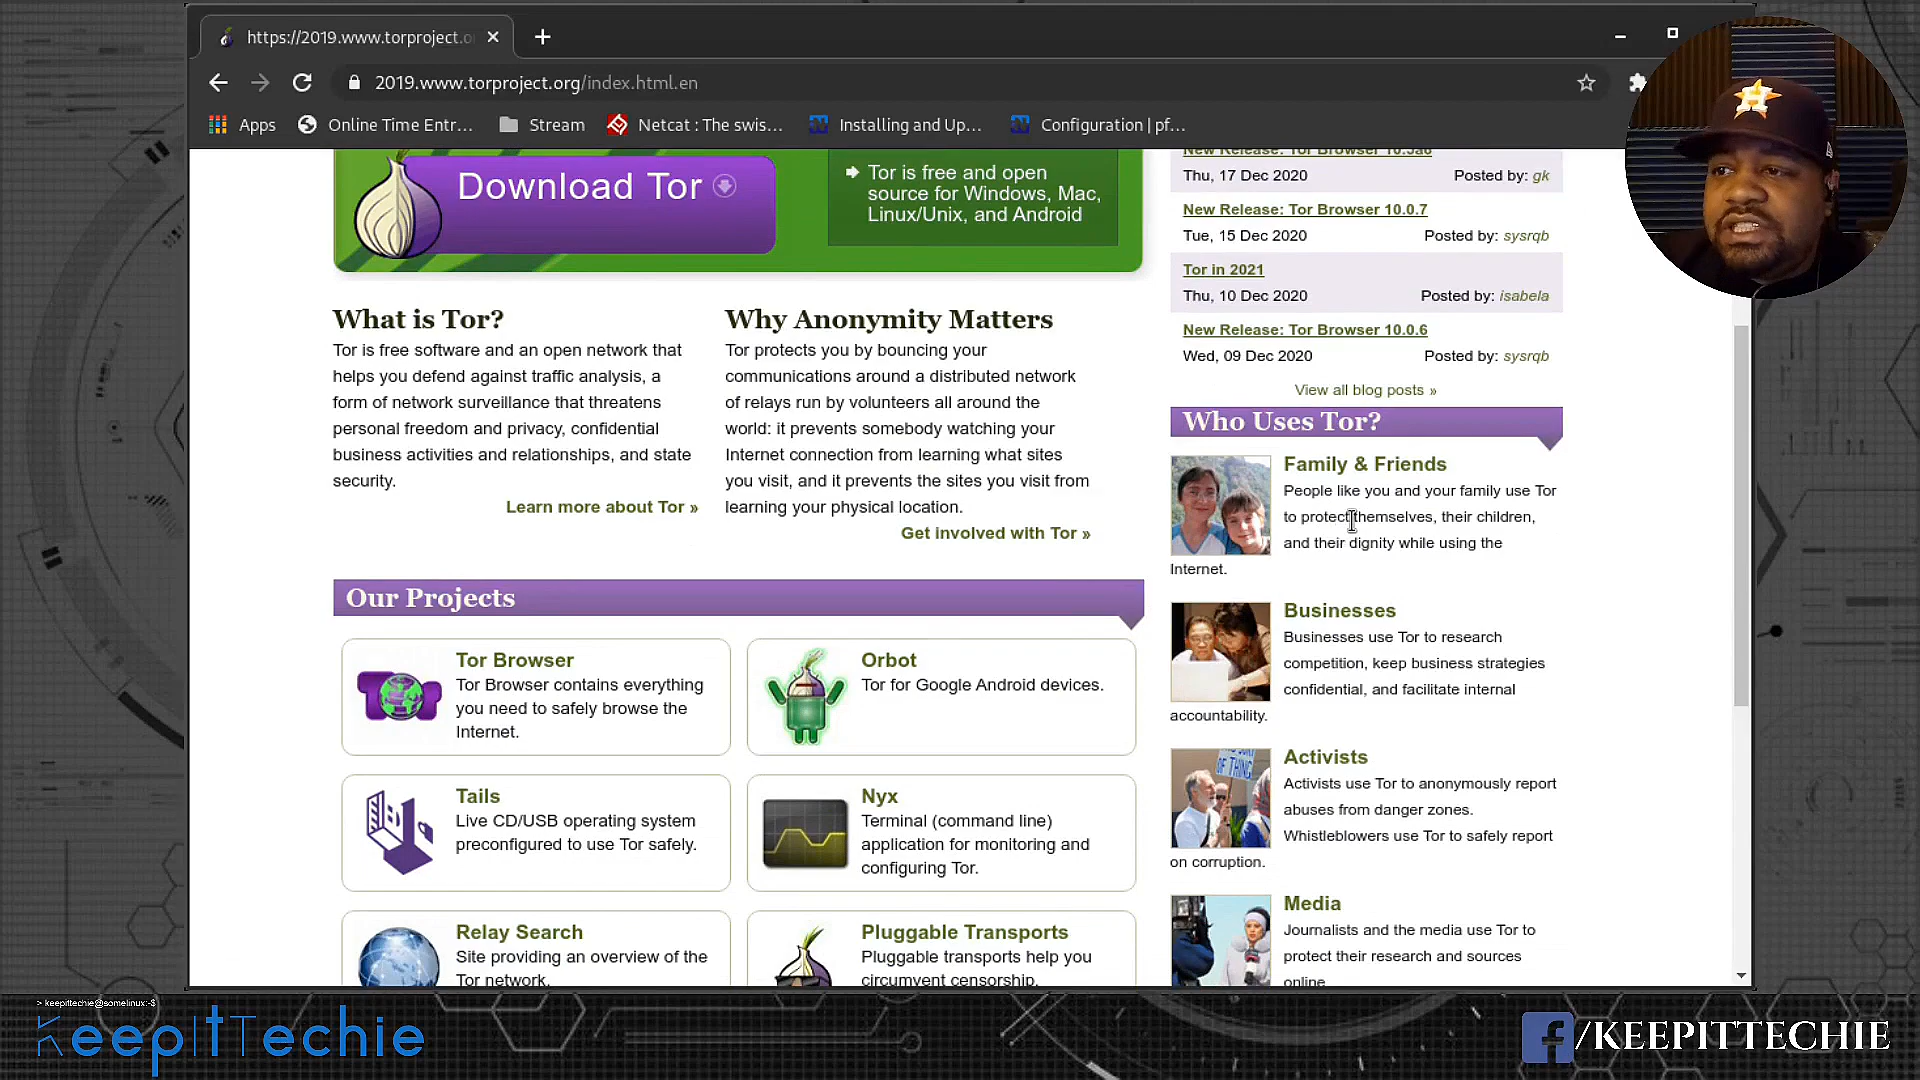 https://2019.www.torproject.o
2019.www.torproject.org/index.html.en
Apps
Online Time Entr...
Stream
Netcat : The swis...
Installing and Up...
Configuration | pf...
Download Tor
Tor is free and open
source for Windows, Mac,
Linux/Unix, and Android
What is Tor?
Tor is free software and an open network that
helps you defend against traffic analysis, a
form of network surveillance that threatens
personal freedom and privacy, confidential
business activities and relationships, and state
security.
Learn more about Tor »
Why Anonymity Matters
Tor protects you by bouncing your
communications around a distributed network
of relays run by volunteers all around the
world: it prevents somebody watching your
Internet connection from learning what sites
you visit, and it prevents the sites you visit from
learning your physical location.
Get involved with Tor »
Our Projects
Tor Browser
Tor Browser contains everything
you need to safely browse the
Internet.
Orbot
Tor for Google Android devices.
Tails
Live CD/USB operating system
preconfigured to use Tor safely.
Nyx
Terminal (command line)
application for monitoring and
configuring Tor.
Relay Search
Site providing an overview of the
Tor network.
Pluggable Transports
Pluggable transports help you
circumvent censorship.
New Release: Tor Browser 10.5a6
Thu, 17 Dec 2020 Posted by: gk
New Release: Tor Browser 10.0.7
Tue, 15 Dec 2020 Posted by: sysrqb
Tor in 2021
Thu, 10 Dec 2020 Posted by: isabela
New Release: Tor Browser 10.0.6
Wed, 09 Dec 2020 Posted by: sysrqb
View all blog posts »
Who Uses Tor?
Family & Friends
People like you and your family use Tor
to protect themselves, their children,
and their dignity while using the
Internet.
Businesses
Businesses use Tor to research
competition, keep business strategies
confidential, and facilitate internal
accountability.
Activists
Activists use Tor to anonymously report
abuses from danger zones.
Whistleblowers use Tor to safely report
on corruption.
Media
Journalists and the media use Tor to
protect their research and sources
online.
> keepittechie@somelinux:~$
KeepItTechie
/KEEPITTECHIE